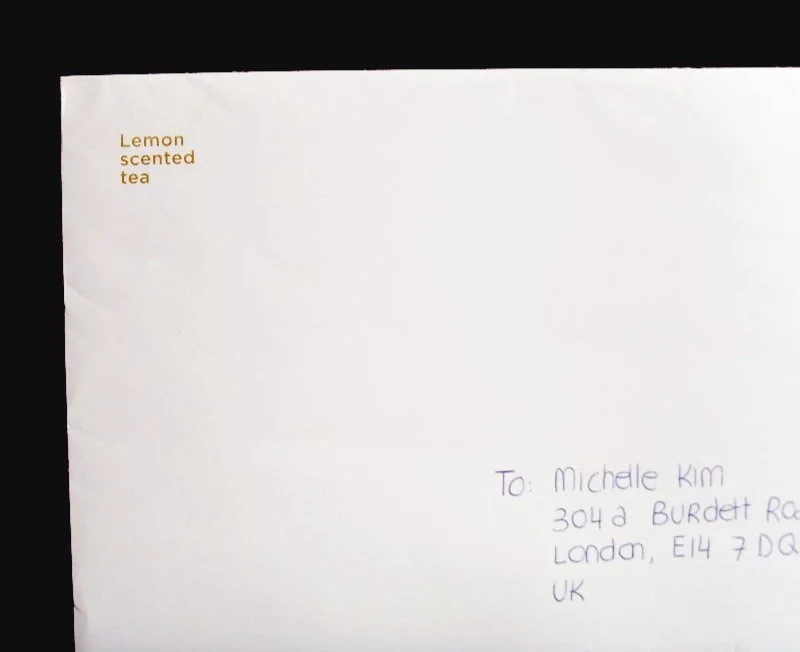 Lemon
scented
tea
To: Michelle Kim
304a Burdett
London, E14 7DQ
UK